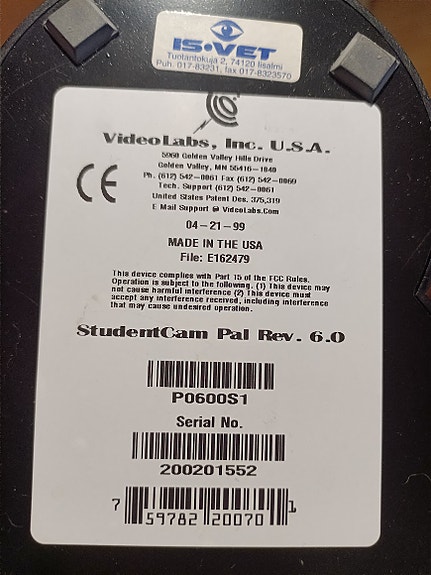 IS•VET
Tuotantokuja 2, 74120 Iisalmi
Puh. 017-83231, fax 017-8323570
VideoLabs, Inc. U.S.A.
5960 Golden Valley Hills Drive
Golden Valley, MN 55416-1040
Ph. (612) 542-0061 Fax (612) 542-0069
Tech. Support (612) 542-0061
United States Patent Des. 375,319
E Mail Support @ VideoLabs.Com
CE
04-21-99
MADE IN THE USA
File: E162479
This device complies with Part 15 of the FCC Rules.
Operation is subject to the following. (1) This device may
not cause harmful interference (2) This device must
accept any interference received, including interference
that may cause undesired operation.
StudentCam Pal Rev. 6.0
P0600S1
Serial No.
200201552
7 59782 20070 1